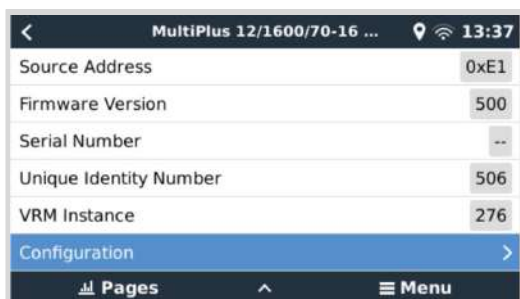 MultiPlus 12/1600/70-16 ... 13:37
Source Address 0xE1
Firmware Version 500
Serial Number --
Unique Identity Number 506
VRM Instance 276
Configuration
Pages Menu